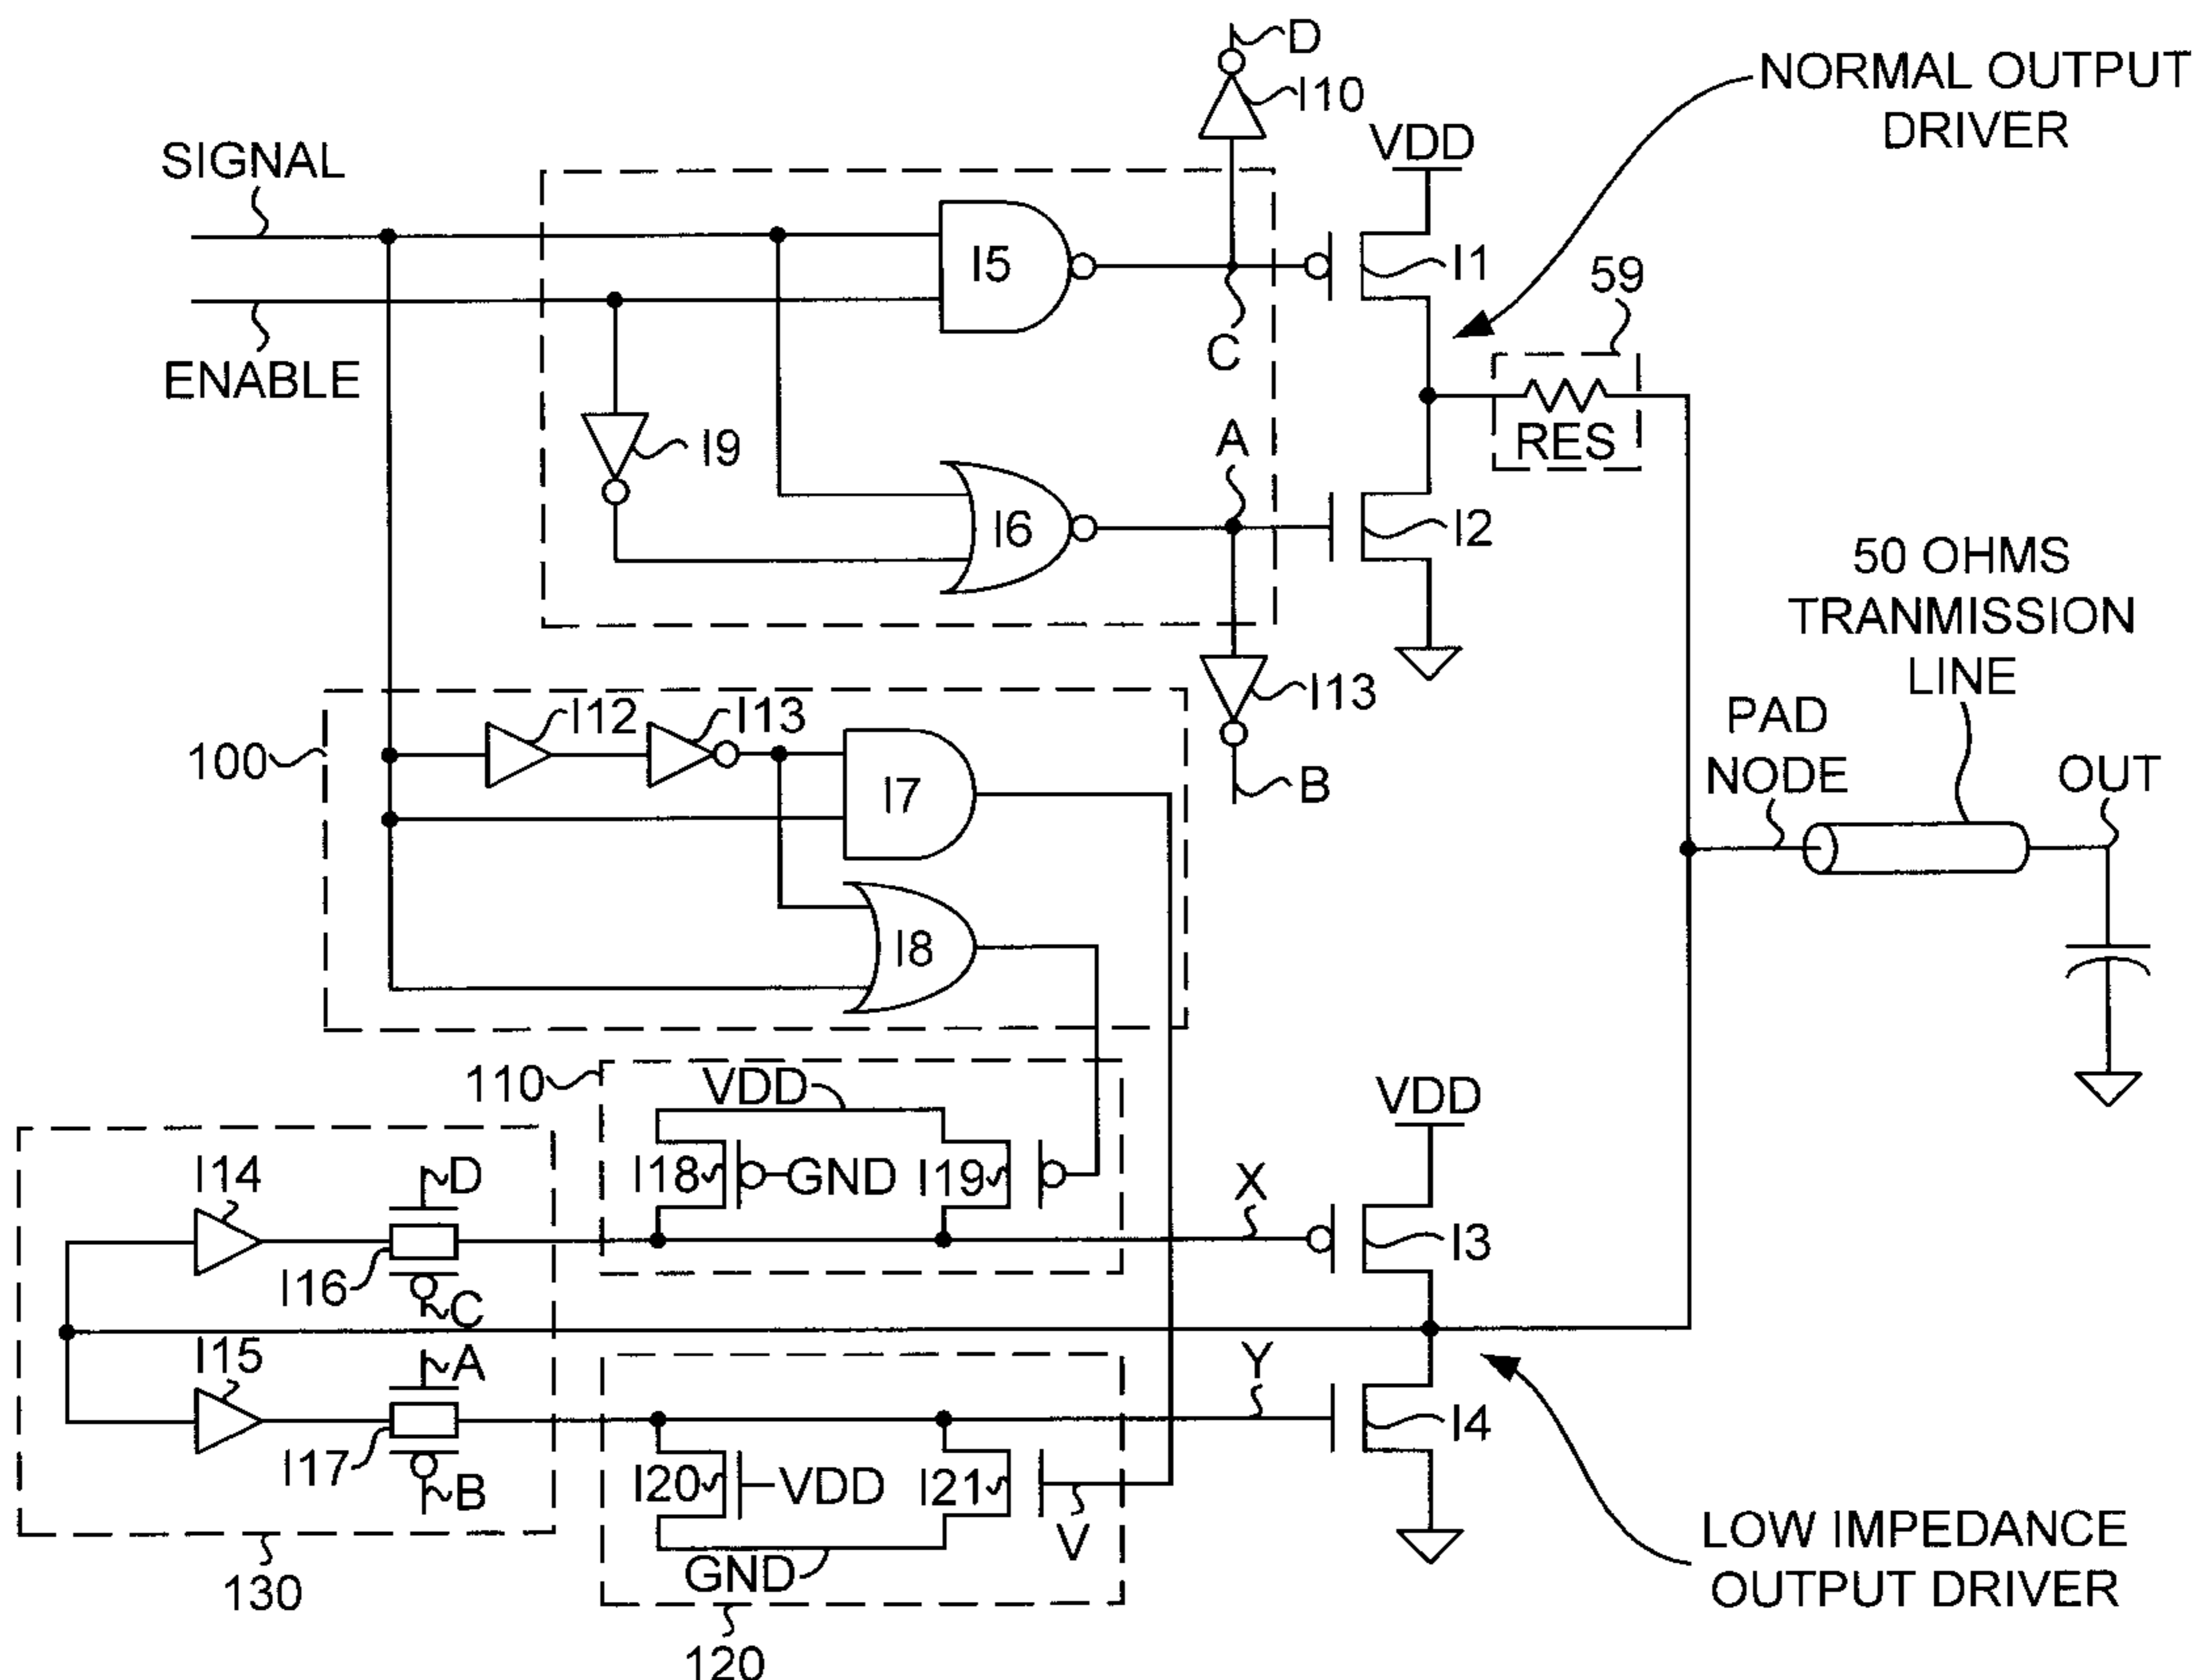 D
I10
NORMAL OUTPUT
DRIVER
VDD
SIGNAL
I5
I1
59
ENABLE
C
RES
I9
A
I6
I2
50 OHMS
TRANMISSION
LINE
I12
I13
I13
PAD
NODE
OUT
100
I7
B
I8
110
VDD
VDD
I14
D
I18
GND
I19
X
I3
I16
C
I15
A
Y
I4
I17
B
I20
VDD
I21
V
GND
LOW IMPEDANCE
OUTPUT DRIVER
130
120